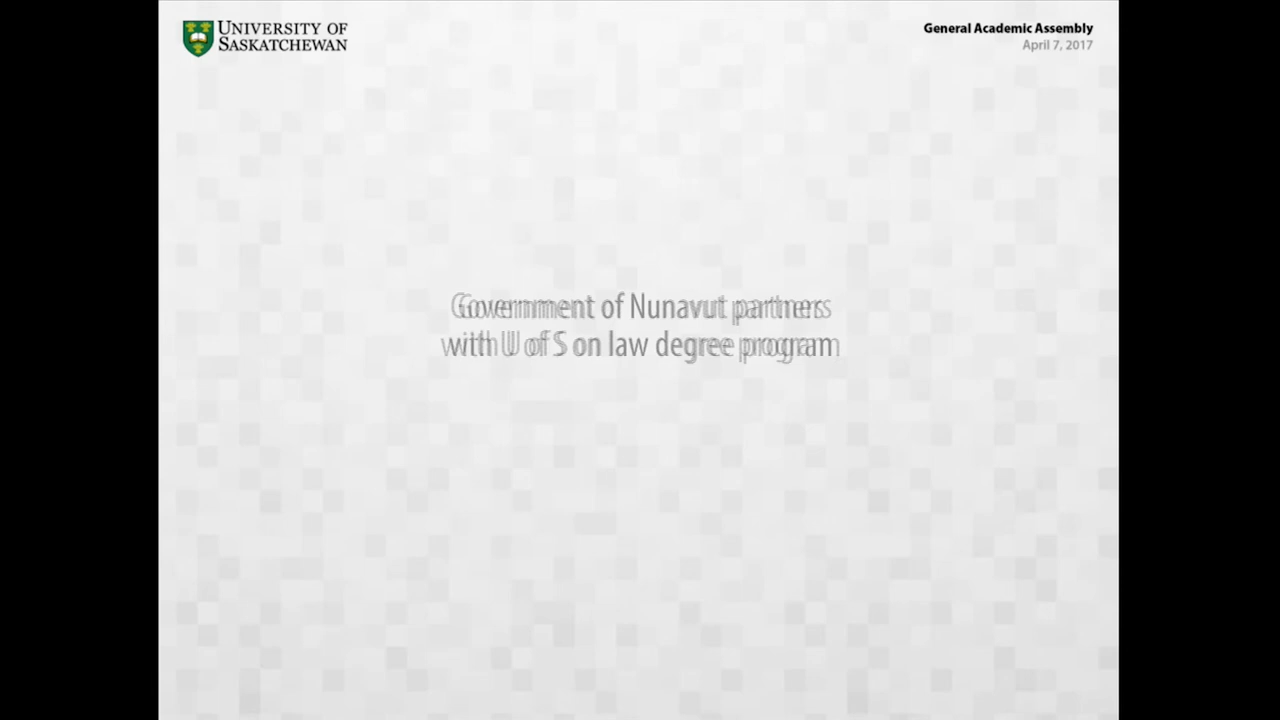 UNIVERSITY OF
SASKATCHEWAN
General Academic Assembly
April 7, 2017
Government of Nunavut partners
with U of S on law degree program